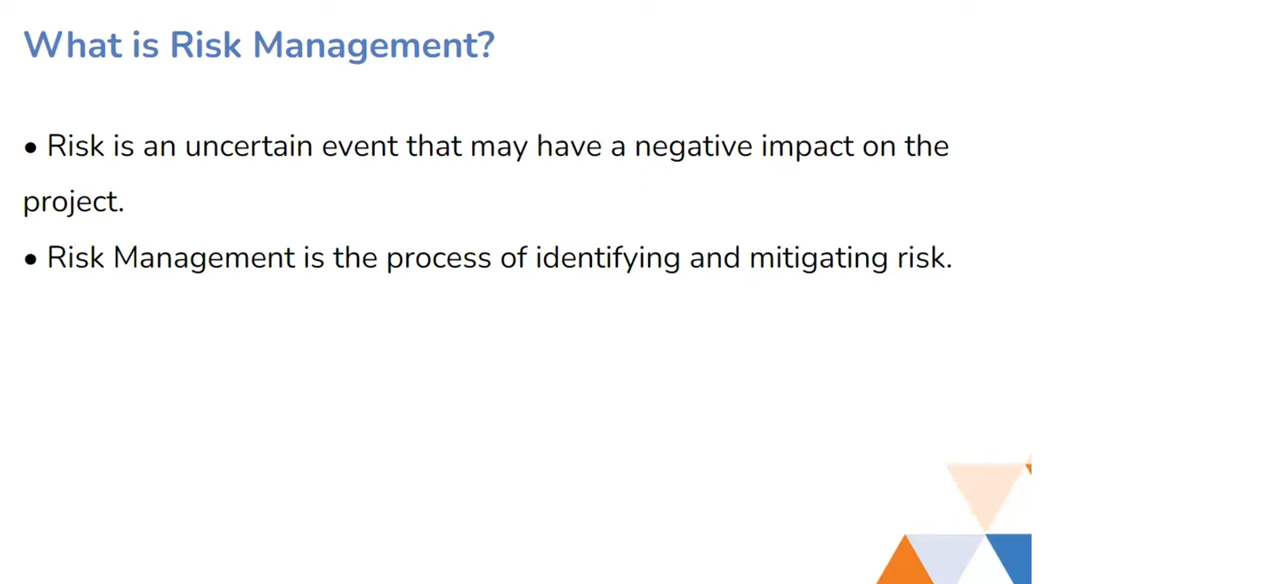 What is Risk Management?
• Risk is an uncertain event that may have a negative impact on the
project.
• Risk Management is the process of identifying and mitigating risk.